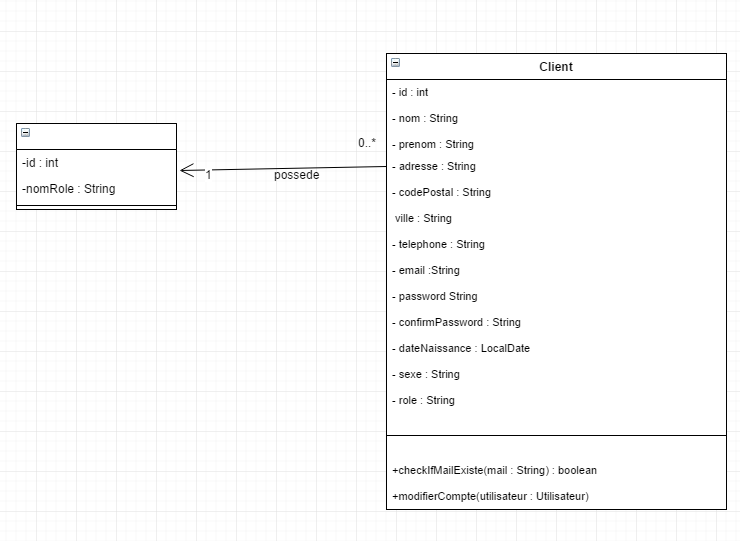 -id : int
-nomRole : String
0..*
1
possede
Client
- id : int
- nom : String
- prenom : String
- adresse : String
- codePostal : String
ville : String
- telephone : String
- email :String
- password String
- confirmPassword : String
- dateNaissance : LocalDate
- sexe : String
- role : String
+checkIfMailExiste(mail : String) : boolean
+modifierCompte(utilisateur : Utilisateur)